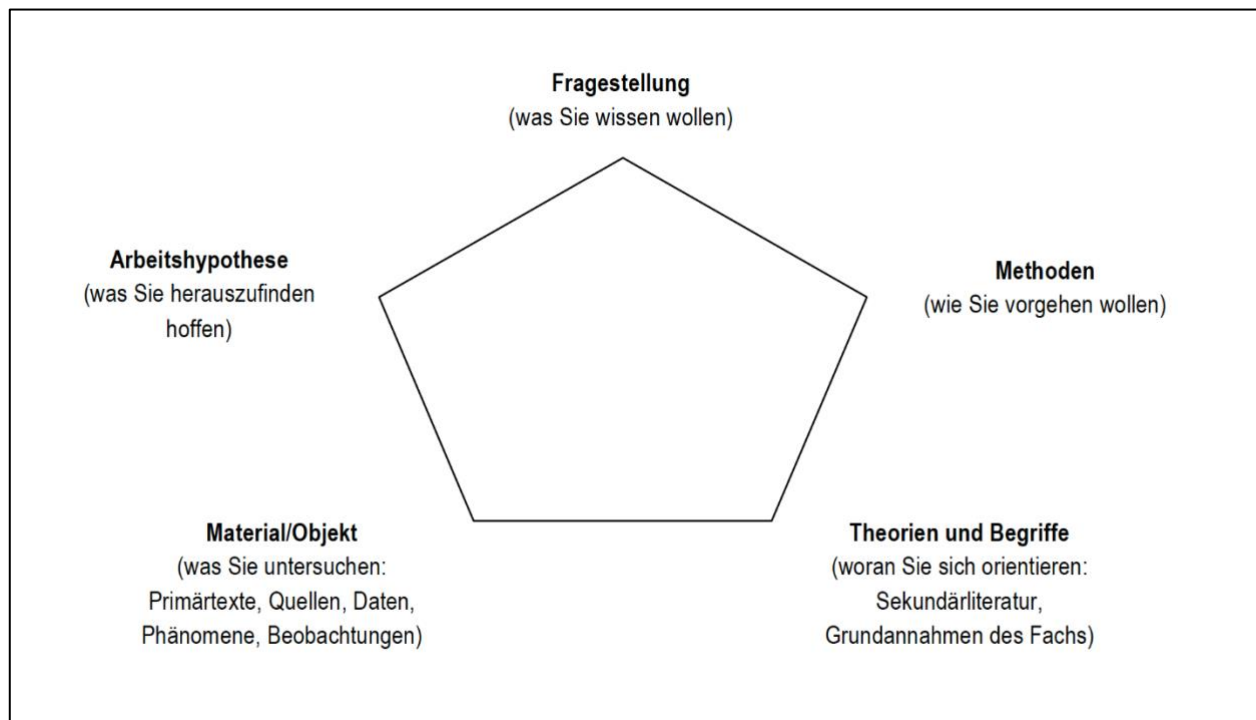 Fragestellung
(was Sie wissen wollen)
Arbeitshypothese
(was Sie herauszufinden
hoffen)
Methoden
(wie Sie vorgehen wollen)
Material/Objekt
(was Sie untersuchen:
Primärtexte, Quellen, Daten,
Phänomene, Beobachtungen)
Theorien und Begriffe
(woran Sie sich orientieren:
Sekundärliteratur,
Grundannahmen des Fachs)